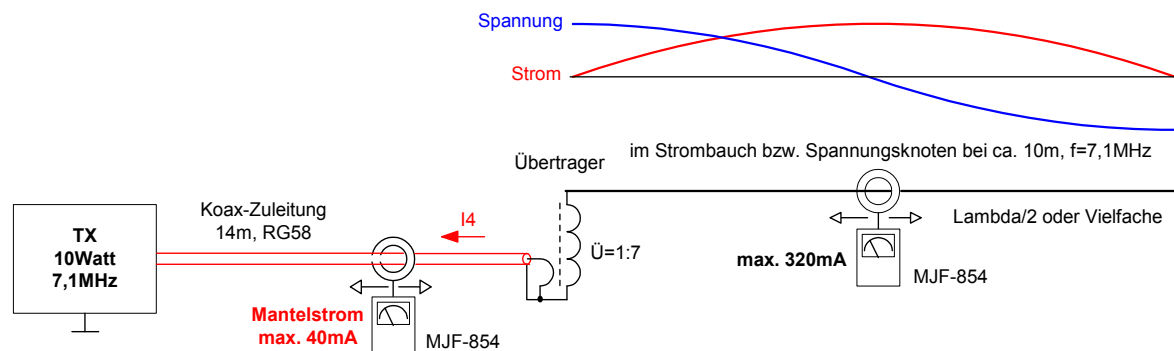 Spannung
Strom
im Strombauch bzw. Spannungsknoten bei ca. 10m, f=7,1MHz
Übertrager
Koax-Zuleitung
14m, RG58
I4
TX
10Watt
7,1MHz
Ü=1:7
Lambda/2 oder Vielfache
max. 320mA
MJF-854
Mantelstrom
max. 40mA
MJF-854